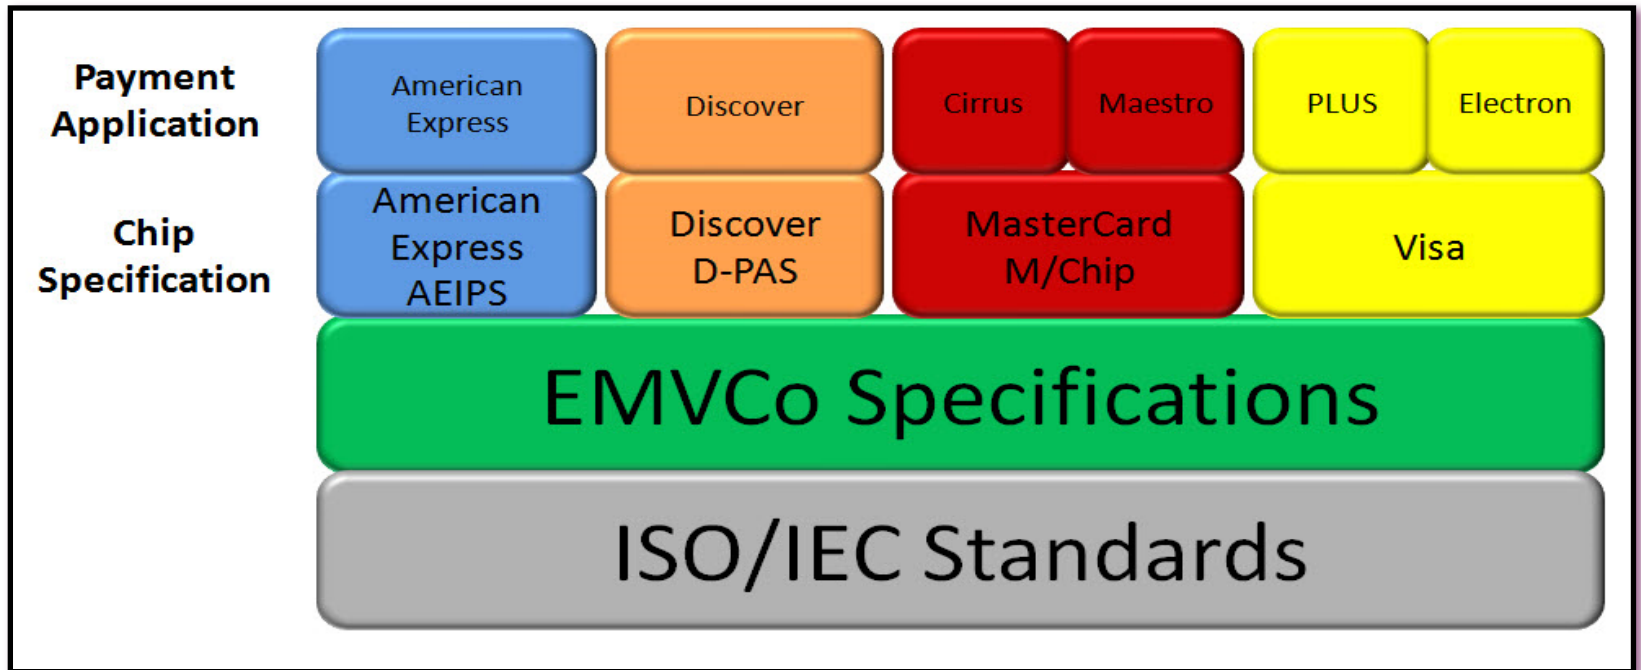 Payment
Application
American
Express
Discover
Cirrus
Maestro
PLUS
Electron
Chip
Specification
American
Express
AEIPS
Discover
D-PAS
MasterCard
M/Chip
Visa
EMVCo Specifications
ISO/IEC Standards